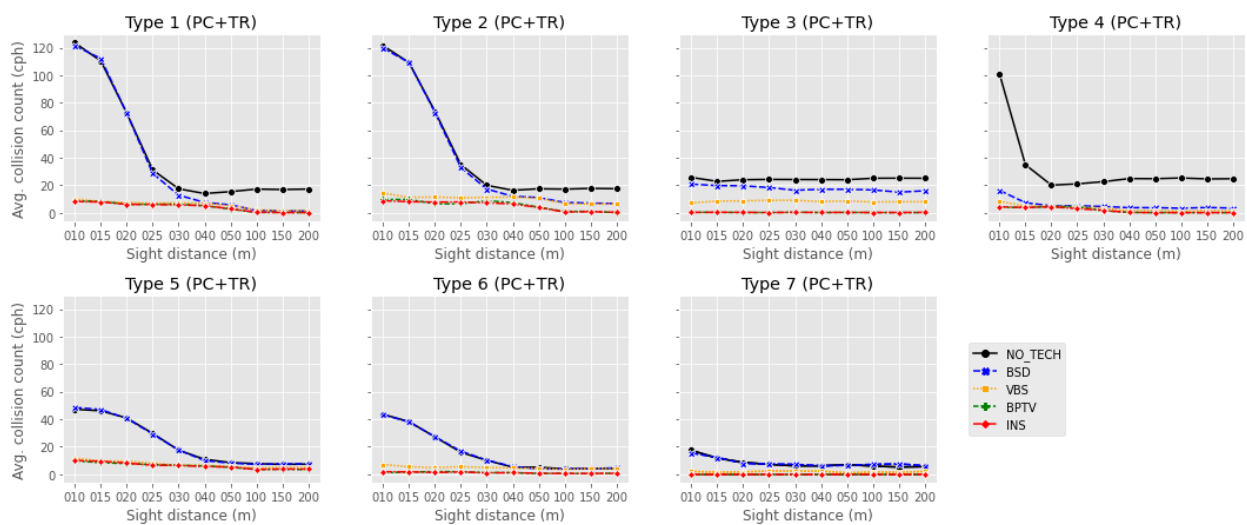 Type 1 (PC+TR)
Type 2 (PC+TR)
Type 3 (PC+TR)
Type 4 (PC+TR)
Avg. collision count (cph)
120
100
80
60
40
20
0
010 015 020 025 030 040 050 100 150 200
010 015 020 025 030 040 050 100 150 200
010 015 020 025 030 040 050 100 150 200
010 015 020 025 030 040 050 100 150 200
Sight distance (m)
Sight distance (m)
Sight distance (m)
Sight distance (m)
Type 5 (PC+TR)
Type 6 (PC+TR)
Type 7 (PC+TR)
Avg. collision count (cph)
120
100
80
60
40
20
0
010 015 020 025 030 040 050 100 150 200
010 015 020 025 030 040 050 100 150 200
010 015 020 025 030 040 050 100 150 200
Sight distance (m)
Sight distance (m)
Sight distance (m)
NO_TECH
BSD
VBS
BPTV
INS